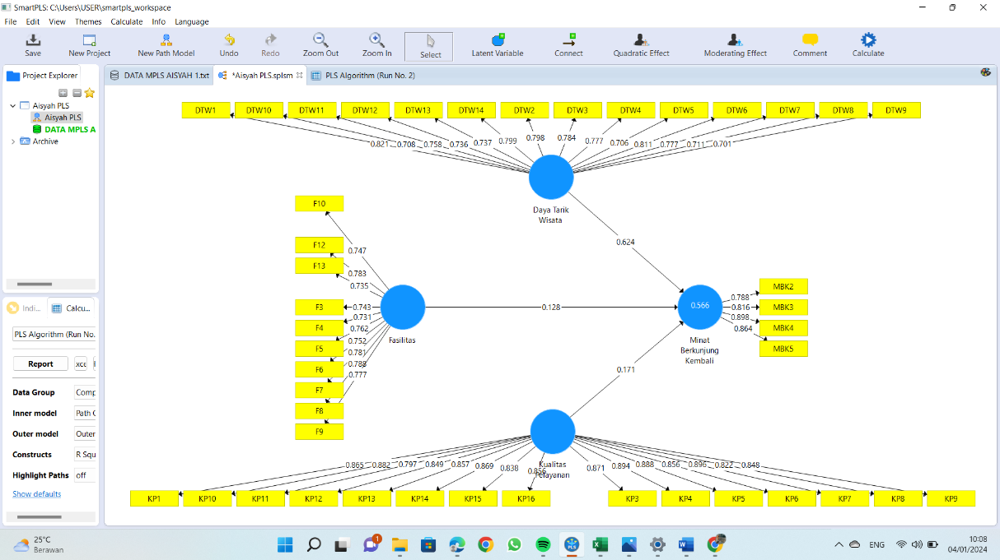 SmartPLS: C:\Users\USER\smartpls_workspace
File Edit View Themes Calculate Info Language
Save New Project New Path Model Undo Redo Zoom Out Zoom In Select Latent Variable Connect Quadratic Effect Moderating Effect Comment Calculate
Project Explorer
DATA MPLS AISYAH 1.txt *Aisyah PLS.splsm PLS Algorithm (Run No. 2)
Aisyah PLS
Aisyah PLS
DATA MPLS A
Archive
DTW1 DTW10 DTW11 DTW12 DTW13 DTW14 DTW2 DTW3 DTW4 DTW5 DTW6 DTW7 DTW8 DTW9
0.821 0.708 0.758 0.736 0.737 0.799 0.798 0.784 0.777 0.706 0.811 0.777 0.711 0.701
Daya Tarik
Wisata
F10
F12
F13
F3
F4
F5
F6
F7
F8
F9
0.747
0.783
0.735
0.743
0.731
0.762
0.752
0.781
0.788
0.777
Fasilitas
0.624
0.128
0.171
0.566
Minat
Berkunjung
Kembali
0.788
0.816
0.898
0.864
MBK2
MBK3
MBK4
MBK5
Kualitas
Pelayanan
0.865 0.882 0.797 0.849 0.857 0.869 0.838 0.856 0.871 0.894 0.888 0.856 0.896 0.822 0.848
KP1 KP10 KP11 KP12 KP13 KP14 KP15 KP16 KP3 KP4 KP5 KP6 KP7 KP8 KP9
Indi... Calcu...
PLS Algorithm (Run No.
Report xce
Data Group Comp
Inner model Path C
Outer model Outer
Constructs R Squ
Highlight Paths off
Show defaults
25°C
Berawan
1
PLS
ENG
10:08
04/01/2024